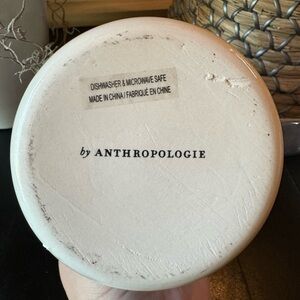 DISHWASHER & MICROWAVE SAFE
MADE IN CHINA / FABRIQUÉ EN CHINE
by ANTHROPOLOGIE